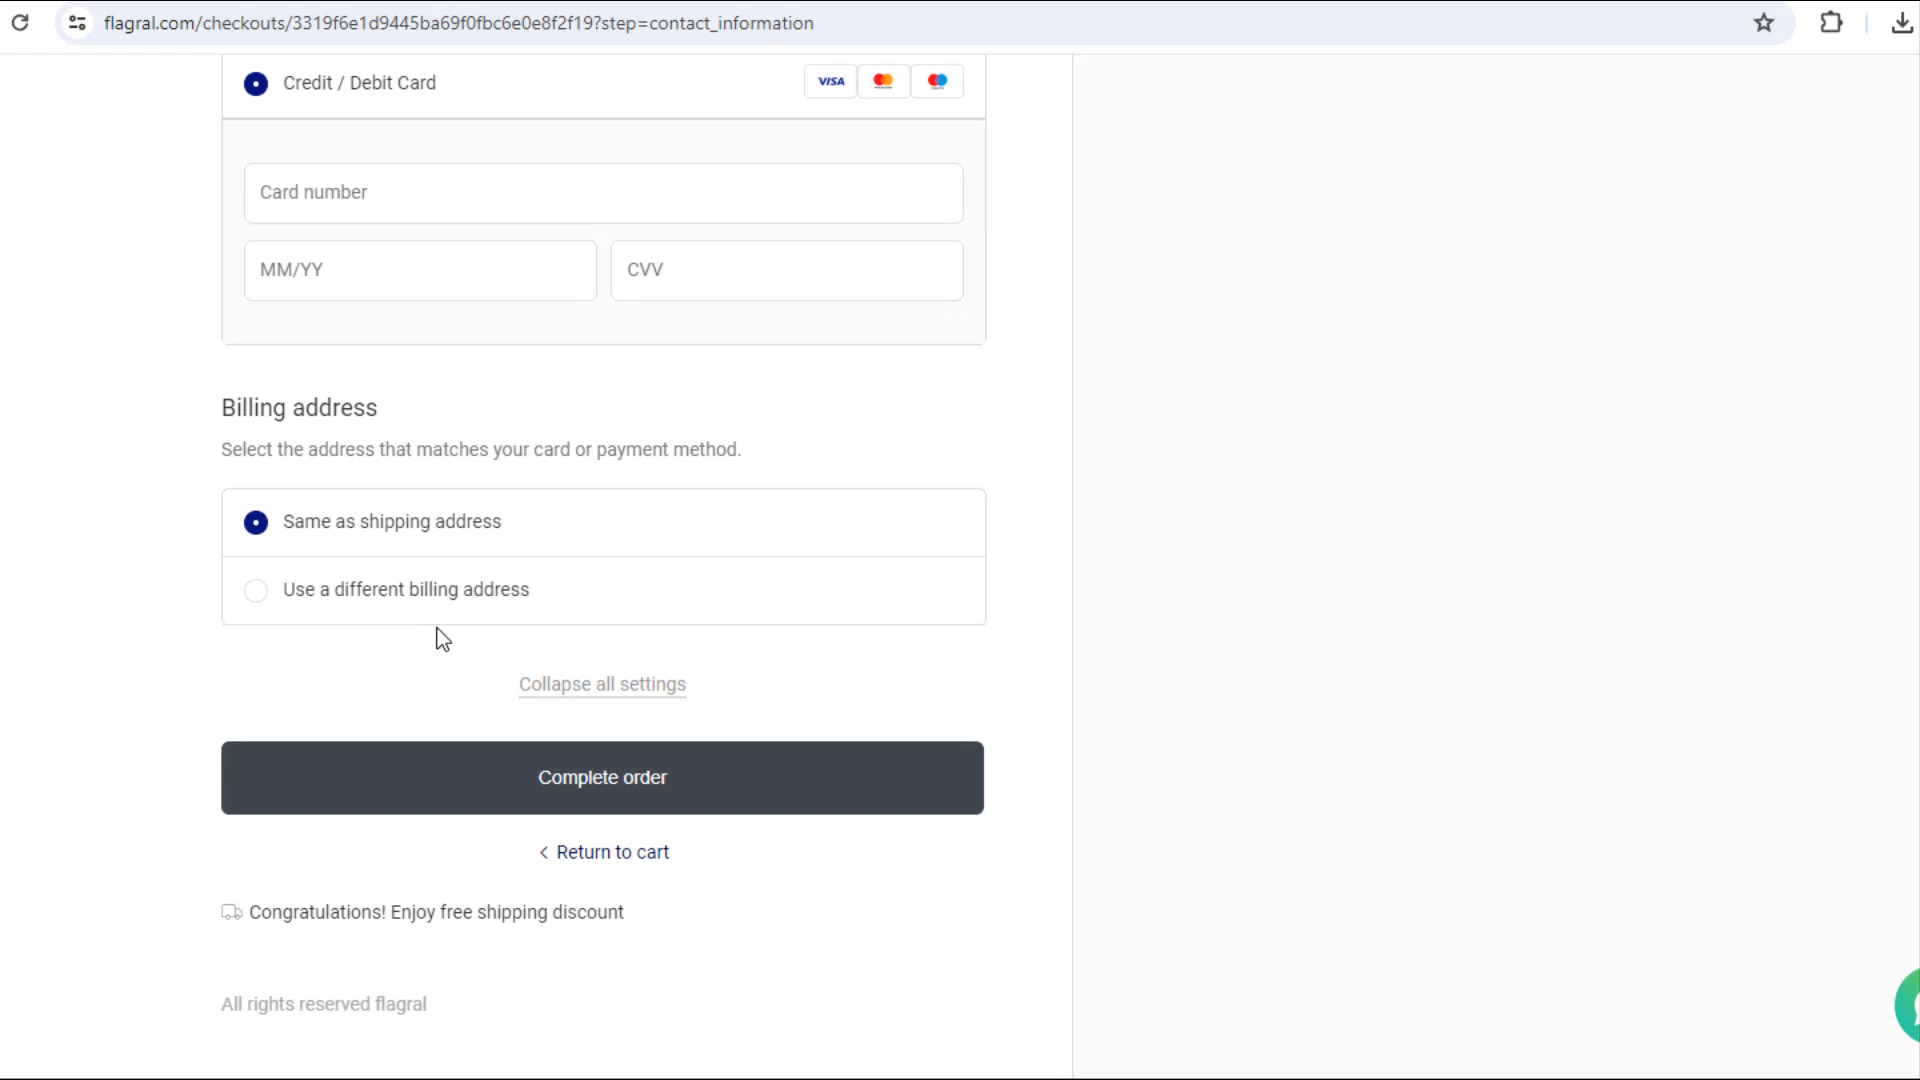 flagral.com/checkouts/3319f6e1d9445ba69f0fbc6e0e8f2f19?step=contact_information
Credit / Debit Card
VISA
Card number
MM/YY
CVV
Billing address
Select the address that matches your card or payment method.
Same as shipping address
Use a different billing address
Collapse all settings
Complete order
< Return to cart
Congratulations! Enjoy free shipping discount
All rights reserved flagral